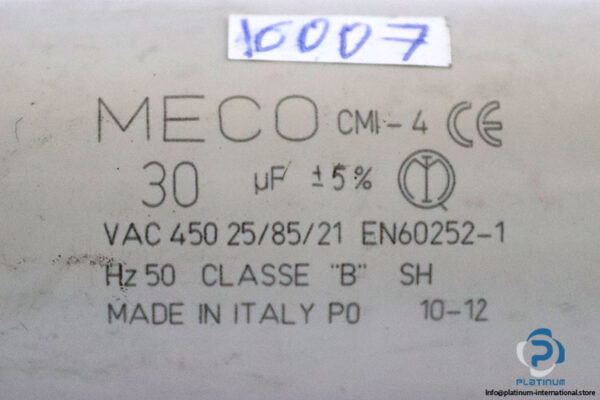 10007
MECO CMI-4 CE
30 µF ±5% IMQ
VAC 450 25/85/21 EN60252-1
Hz 50 CLASSE "B" SH
MADE IN ITALY P0 10-12
PLATINUM
Info@platinum-international.store